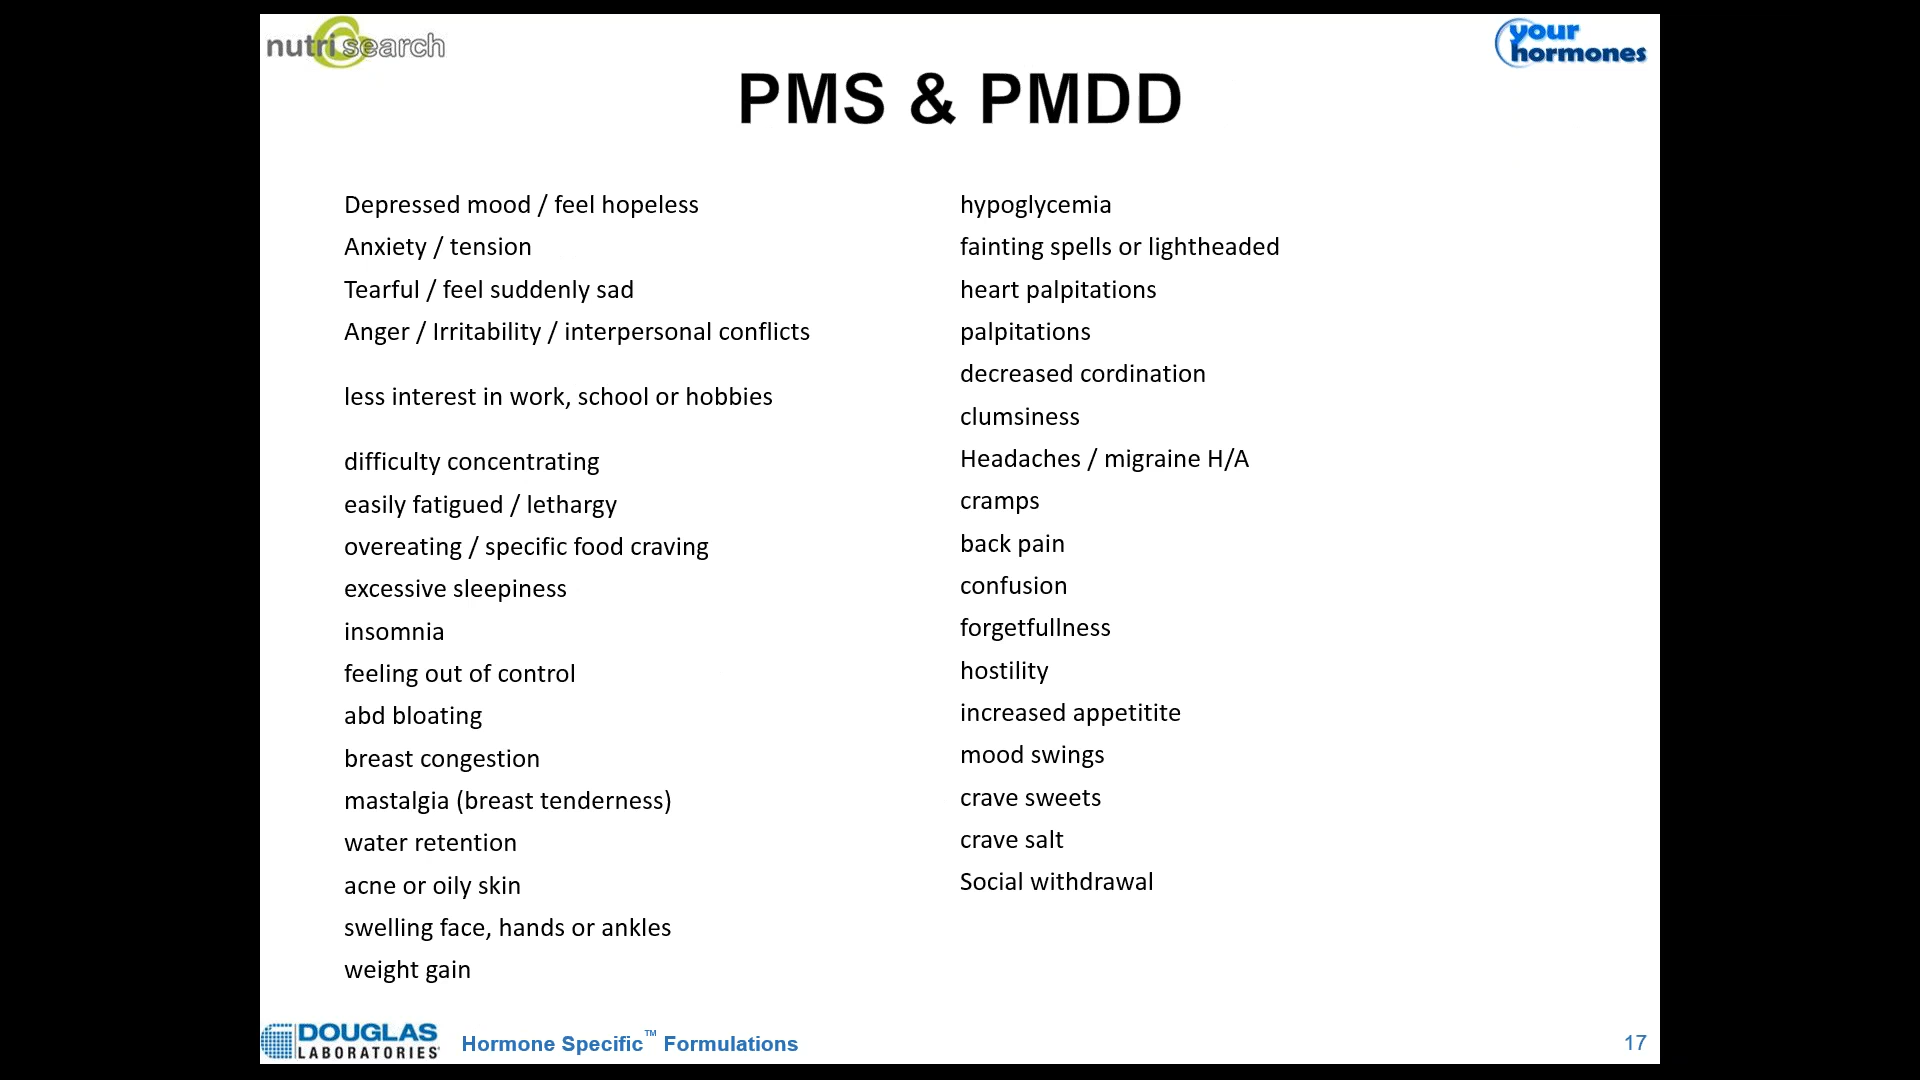 nutrisearch
your
hormones
PMS & PMDD
Depressed mood / feel hopeless
Anxiety / tension
Tearful / feel suddenly sad
Anger / Irritability / interpersonal conflicts
less interest in work, school or hobbies
difficulty concentrating
easily fatigued / lethargy
overeating / specific food craving
excessive sleepiness
insomnia
feeling out of control
abd bloating
breast congestion
mastalgia (breast tenderness)
water retention
acne or oily skin
swelling face, hands or ankles
weight gain
hypoglycemia
fainting spells or lightheaded
heart palpitations
palpitations
decreased cordination
clumsiness
Headaches / migraine H/A
cramps
back pain
confusion
forgetfullness
hostility
increased appetitite
mood swings
crave sweets
crave salt
Social withdrawal
DOUGLAS
LABORATORIES
Hormone Specific™ Formulations
17